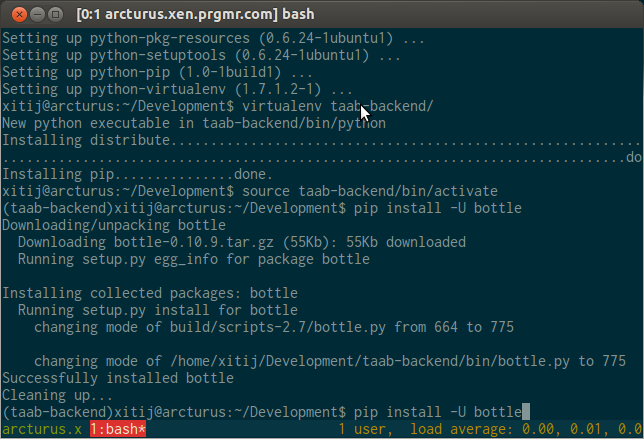 [0:1 arcturus.xen.prgmr.com] bash
Setting up python-pkg-resources (0.6.24-1ubuntu1) ...
Setting up python-setuptools (0.6.24-1ubuntu1) ...
Setting up python-pip (1.0-1build1) ...
Setting up python-virtualenv (1.7.1.2-1) ...
xitij@arcturus:~/Development$ virtualenv taab-backend/
New python executable in taab-backend/bin/python
Installing distribute..........................................................
............................................................................do
Installing pip...............done.
xitij@arcturus:~/Development$ source taab-backend/bin/activate
(taab-backend)xitij@arcturus:~/Development$ pip install -U bottle
Downloading/unpacking bottle
  Downloading bottle-0.10.9.tar.gz (55Kb): 55Kb downloaded
  Running setup.py egg_info for package bottle
Installing collected packages: bottle
  Running setup.py install for bottle
    changing mode of build/scripts-2.7/bottle.py from 664 to 775
    changing mode of /home/xitij/Development/taab-backend/bin/bottle.py to 775
Successfully installed bottle
Cleaning up...
(taab-backend)xitij@arcturus:~/Development$ pip install -U bottle
arcturus.x 1:bash* 1 user, load average: 0.00, 0.01, 0.0